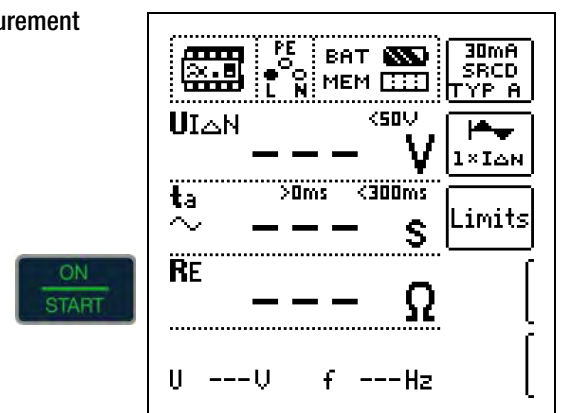 urement
PE
L N
BAT
MEM
30mA
SRCD
TYP A
UI△N <50V
--- V
1×I△N
ta >0ms <300ms
--- s
Limits
ON
START
RE
--- Ω
U ---V f ---Hz